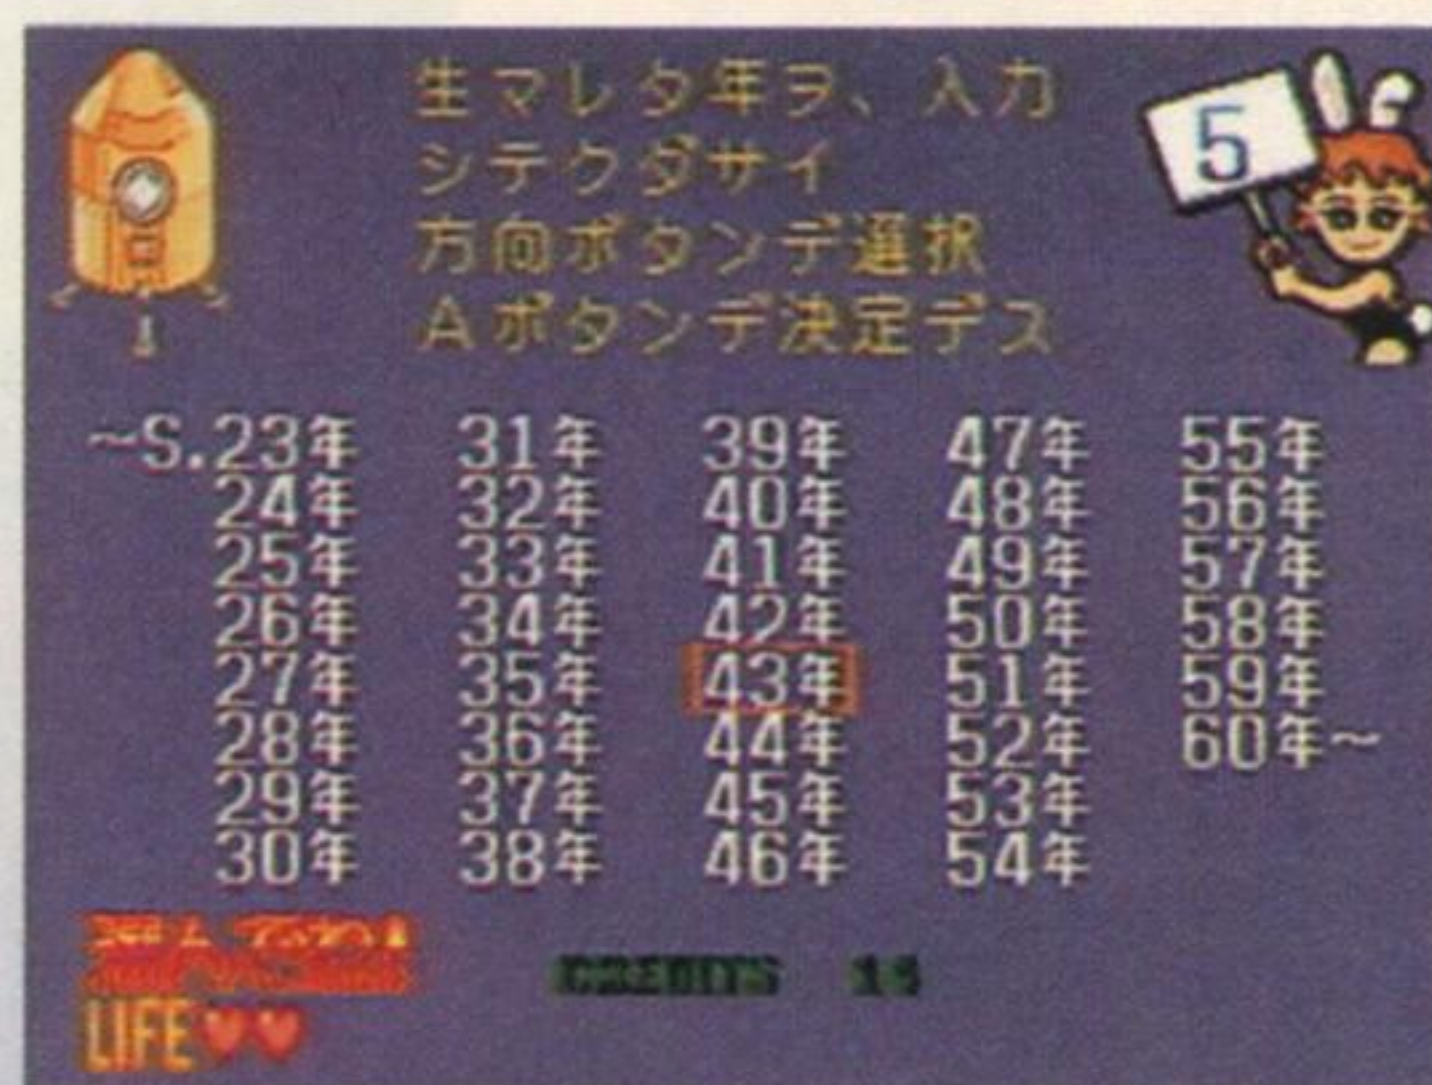 生マレタ年ヲ、入力
シテクダサイ
方向ボタンデ選択
Aボタンデ決定デス
5
~S.23年 31年 39年 47年 55年
24年 32年 40年 48年 56年
25年 33年 41年 49年 57年
26年 34年 42年 50年 58年
27年 35年 43年 51年 59年
28年 36年 44年 52年 60年~
29年 37年 45年 53年
30年 38年 46年 54年
CREDITS 14
LIFE♥♥